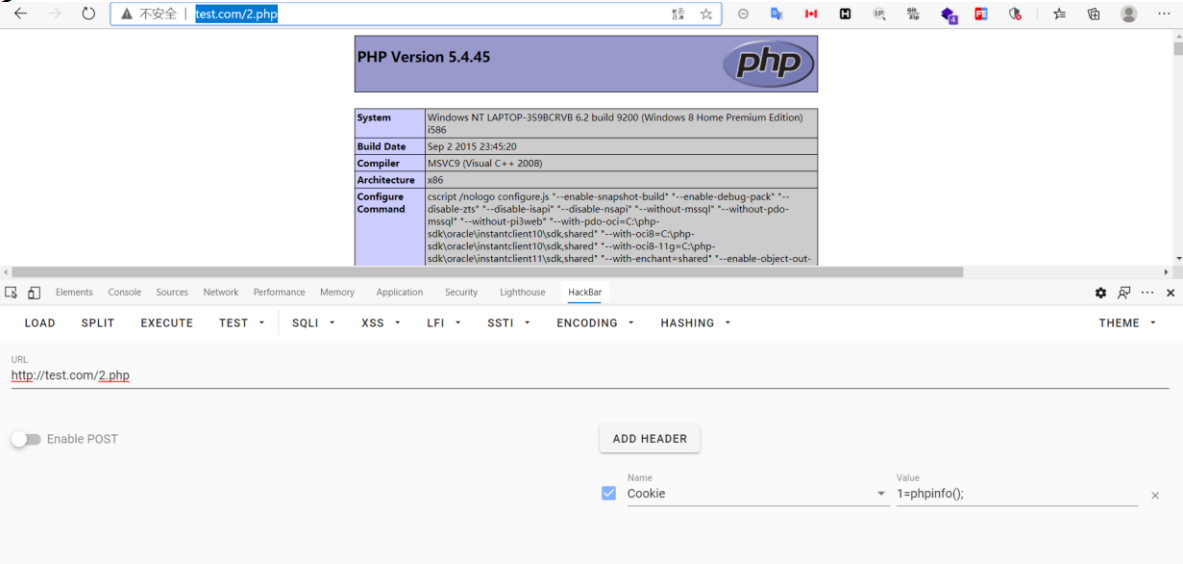 不安全 | test.com/2.php
PHP Version 5.4.45
php
System Windows NT LAPTOP-3S9BCRVB 6.2 build 9200 (Windows 8 Home Premium Edition)
i586
Build Date Sep 2 2015 23:45:20
Compiler MSVC9 (Visual C++ 2008)
Architecture x86
Configure Command cscript /nologo configure.js "--enable-snapshot-build" "--enable-debug-pack" "--
disable-zts" "--disable-isapi" "--disable-nsapi" "--without-mssql" "--without-pdo-
mssql" "--without-pi3web" "--with-pdo-oci=C:\php-
sdk\oracle\instantclient10\sdk,shared" "--with-oci8=C:\php-
sdk\oracle\instantclient10\sdk,shared" "--with-oci8-11g=C:\php-
sdk\oracle\instantclient11\sdk,shared" "--with-enchant=shared" "--enable-object-out-
Elements Console Sources Network Performance Memory Application Security Lighthouse HackBar
LOAD SPLIT EXECUTE TEST SQLI XSS LFI SSTI ENCODING HASHING THEME
URL
http://test.com/2.php
Enable POST
ADD HEADER
Name Value
Cookie 1=phpinfo();